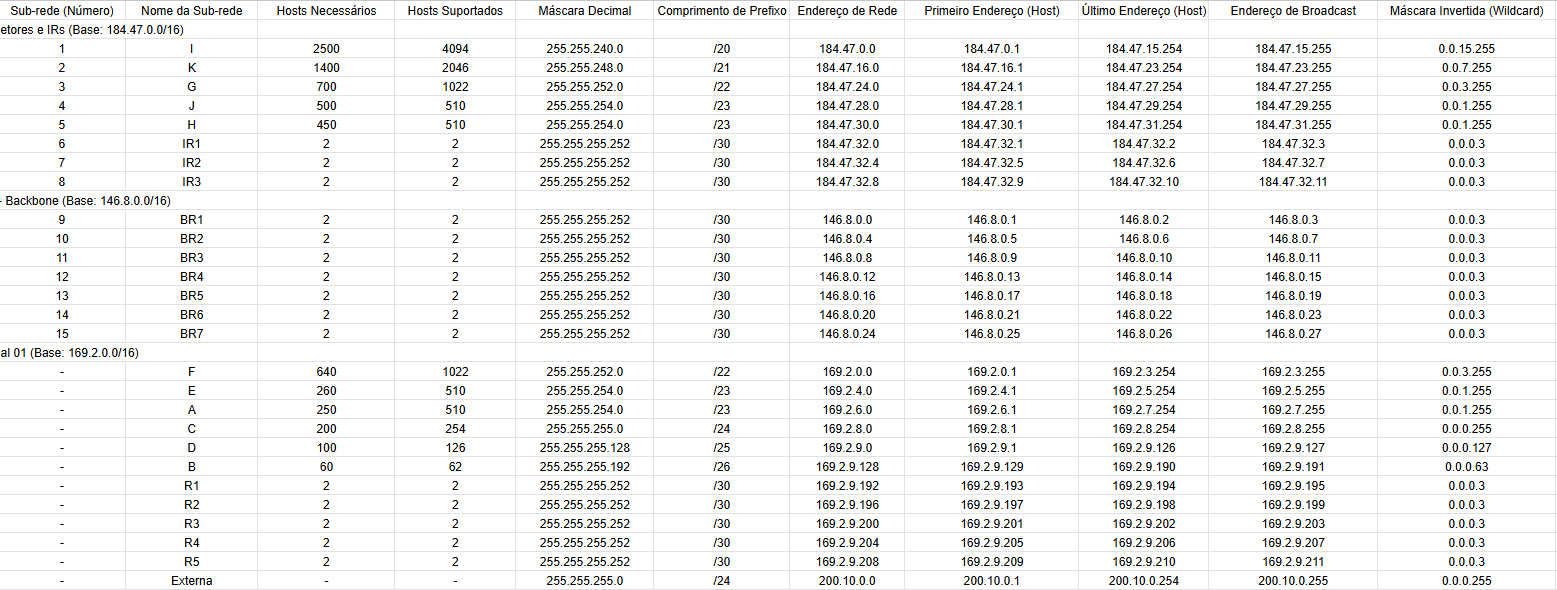 Sub-rede (Número) Nome da Sub-rede Hosts Necessários Hosts Suportados Máscara Decimal Comprimento de Prefixo Endereço de Rede Primeiro Endereço (Host) Último Endereço (Host) Endereço de Broadcast Máscara Invertida (Wildcard)
etores e IRs (Base: 184.47.0.0/16)
1 I 2500 4094 255.255.240.0 /20 184.47.0.0 184.47.0.1 184.47.15.254 184.47.15.255 0.0.15.255
2 K 1400 2046 255.255.248.0 /21 184.47.16.0 184.47.16.1 184.47.23.254 184.47.23.255 0.0.7.255
3 G 700 1022 255.255.252.0 /22 184.47.24.0 184.47.24.1 184.47.27.254 184.47.27.255 0.0.3.255
4 J 500 510 255.255.254.0 /23 184.47.28.0 184.47.28.1 184.47.29.254 184.47.29.255 0.0.1.255
5 H 450 510 255.255.254.0 /23 184.47.30.0 184.47.30.1 184.47.31.254 184.47.31.255 0.0.1.255
6 IR1 2 2 255.255.255.252 /30 184.47.32.0 184.47.32.1 184.47.32.2 184.47.32.3 0.0.0.3
7 IR2 2 2 255.255.255.252 /30 184.47.32.4 184.47.32.5 184.47.32.6 184.47.32.7 0.0.0.3
8 IR3 2 2 255.255.255.252 /30 184.47.32.8 184.47.32.9 184.47.32.10 184.47.32.11 0.0.0.3
- Backbone (Base: 146.8.0.0/16)
9 BR1 2 2 255.255.255.252 /30 146.8.0.0 146.8.0.1 146.8.0.2 146.8.0.3 0.0.0.3
10 BR2 2 2 255.255.255.252 /30 146.8.0.4 146.8.0.5 146.8.0.6 146.8.0.7 0.0.0.3
11 BR3 2 2 255.255.255.252 /30 146.8.0.8 146.8.0.9 146.8.0.10 146.8.0.11 0.0.0.3
12 BR4 2 2 255.255.255.252 /30 146.8.0.12 146.8.0.13 146.8.0.14 146.8.0.15 0.0.0.3
13 BR5 2 2 255.255.255.252 /30 146.8.0.16 146.8.0.17 146.8.0.18 146.8.0.19 0.0.0.3
14 BR6 2 2 255.255.255.252 /30 146.8.0.20 146.8.0.21 146.8.0.22 146.8.0.23 0.0.0.3
15 BR7 2 2 255.255.255.252 /30 146.8.0.24 146.8.0.25 146.8.0.26 146.8.0.27 0.0.0.3
al 01 (Base: 169.2.0.0/16)
- F 640 1022 255.255.252.0 /22 169.2.0.0 169.2.0.1 169.2.3.254 169.2.3.255 0.0.3.255
- E 260 510 255.255.254.0 /23 169.2.4.0 169.2.4.1 169.2.5.254 169.2.5.255 0.0.1.255
- A 250 510 255.255.254.0 /23 169.2.6.0 169.2.6.1 169.2.7.254 169.2.7.255 0.0.1.255
- C 200 254 255.255.255.0 /24 169.2.8.0 169.2.8.1 169.2.8.254 169.2.8.255 0.0.0.255
- D 100 126 255.255.255.128 /25 169.2.9.0 169.2.9.1 169.2.9.126 169.2.9.127 0.0.0.127
- B 60 62 255.255.255.192 /26 169.2.9.128 169.2.9.129 169.2.9.190 169.2.9.191 0.0.0.63
- R1 2 2 255.255.255.252 /30 169.2.9.192 169.2.9.193 169.2.9.194 169.2.9.195 0.0.0.3
- R2 2 2 255.255.255.252 /30 169.2.9.196 169.2.9.197 169.2.9.198 169.2.9.199 0.0.0.3
- R3 2 2 255.255.255.252 /30 169.2.9.200 169.2.9.201 169.2.9.202 169.2.9.203 0.0.0.3
- R4 2 2 255.255.255.252 /30 169.2.9.204 169.2.9.205 169.2.9.206 169.2.9.207 0.0.0.3
- R5 2 2 255.255.255.252 /30 169.2.9.208 169.2.9.209 169.2.9.210 169.2.9.211 0.0.0.3
- Externa - - 255.255.255.0 /24 200.10.0.0 200.10.0.1 200.10.0.254 200.10.0.255 0.0.0.255